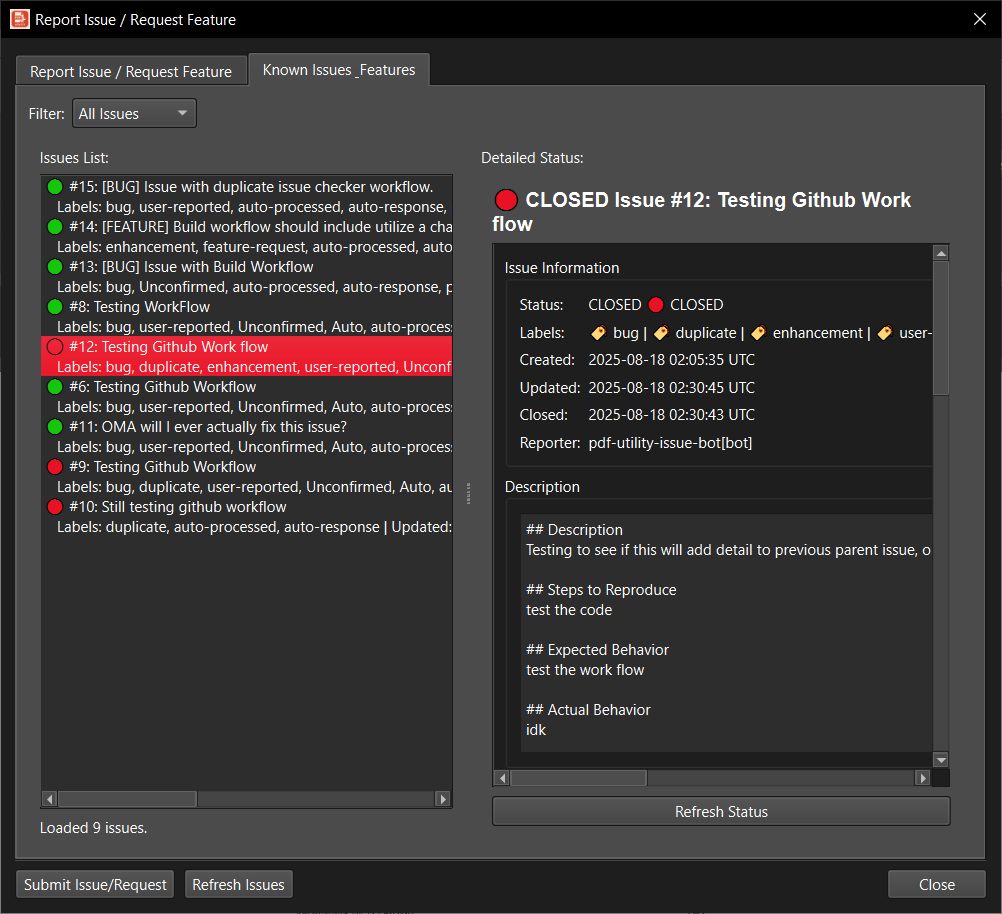 Report Issue / Request Feature
Report Issue / Request Feature
Known Issues _Features
Filter:
All Issues
Issues List:
#15: [BUG] Issue with duplicate issue checker workflow.
Labels: bug, user-reported, auto-processed, auto-response,
#14: [FEATURE] Build workflow should include utilize a cha
Labels: enhancement, feature-request, auto-processed, auto
#13: [BUG] Issue with Build Workflow
Labels: bug, Unconfirmed, auto-processed, auto-response, p
#8: Testing WorkFlow
Labels: bug, user-reported, Unconfirmed, Auto, auto-proces
#12: Testing Github Work flow
Labels: bug, duplicate, enhancement, user-reported, Unconf
#6: Testing Github Workflow
Labels: bug, user-reported, Unconfirmed, Auto, auto-proces
#11: OMA will I ever actually fix this issue?
Labels: bug, user-reported, Unconfirmed, Auto, auto-proces
#9: Testing Github Workflow
Labels: bug, duplicate, user-reported, Unconfirmed, Auto, au
#10: Still testing github workflow
Labels: duplicate, auto-processed, auto-response | Updated:
Loaded 9 issues.
Detailed Status:
CLOSED Issue #12: Testing Github Work
flow
Issue Information
Status: CLOSED CLOSED
Labels: bug | duplicate | enhancement | user-
Created: 2025-08-18 02:05:35 UTC
Updated: 2025-08-18 02:30:45 UTC
Closed: 2025-08-18 02:30:43 UTC
Reporter: pdf-utility-issue-bot[bot]
Description
## Description
Testing to see if this will add detail to previous parent issue, o
## Steps to Reproduce
test the code
## Expected Behavior
test the work flow
## Actual Behavior
idk
Refresh Status
Submit Issue/Request
Refresh Issues
Close